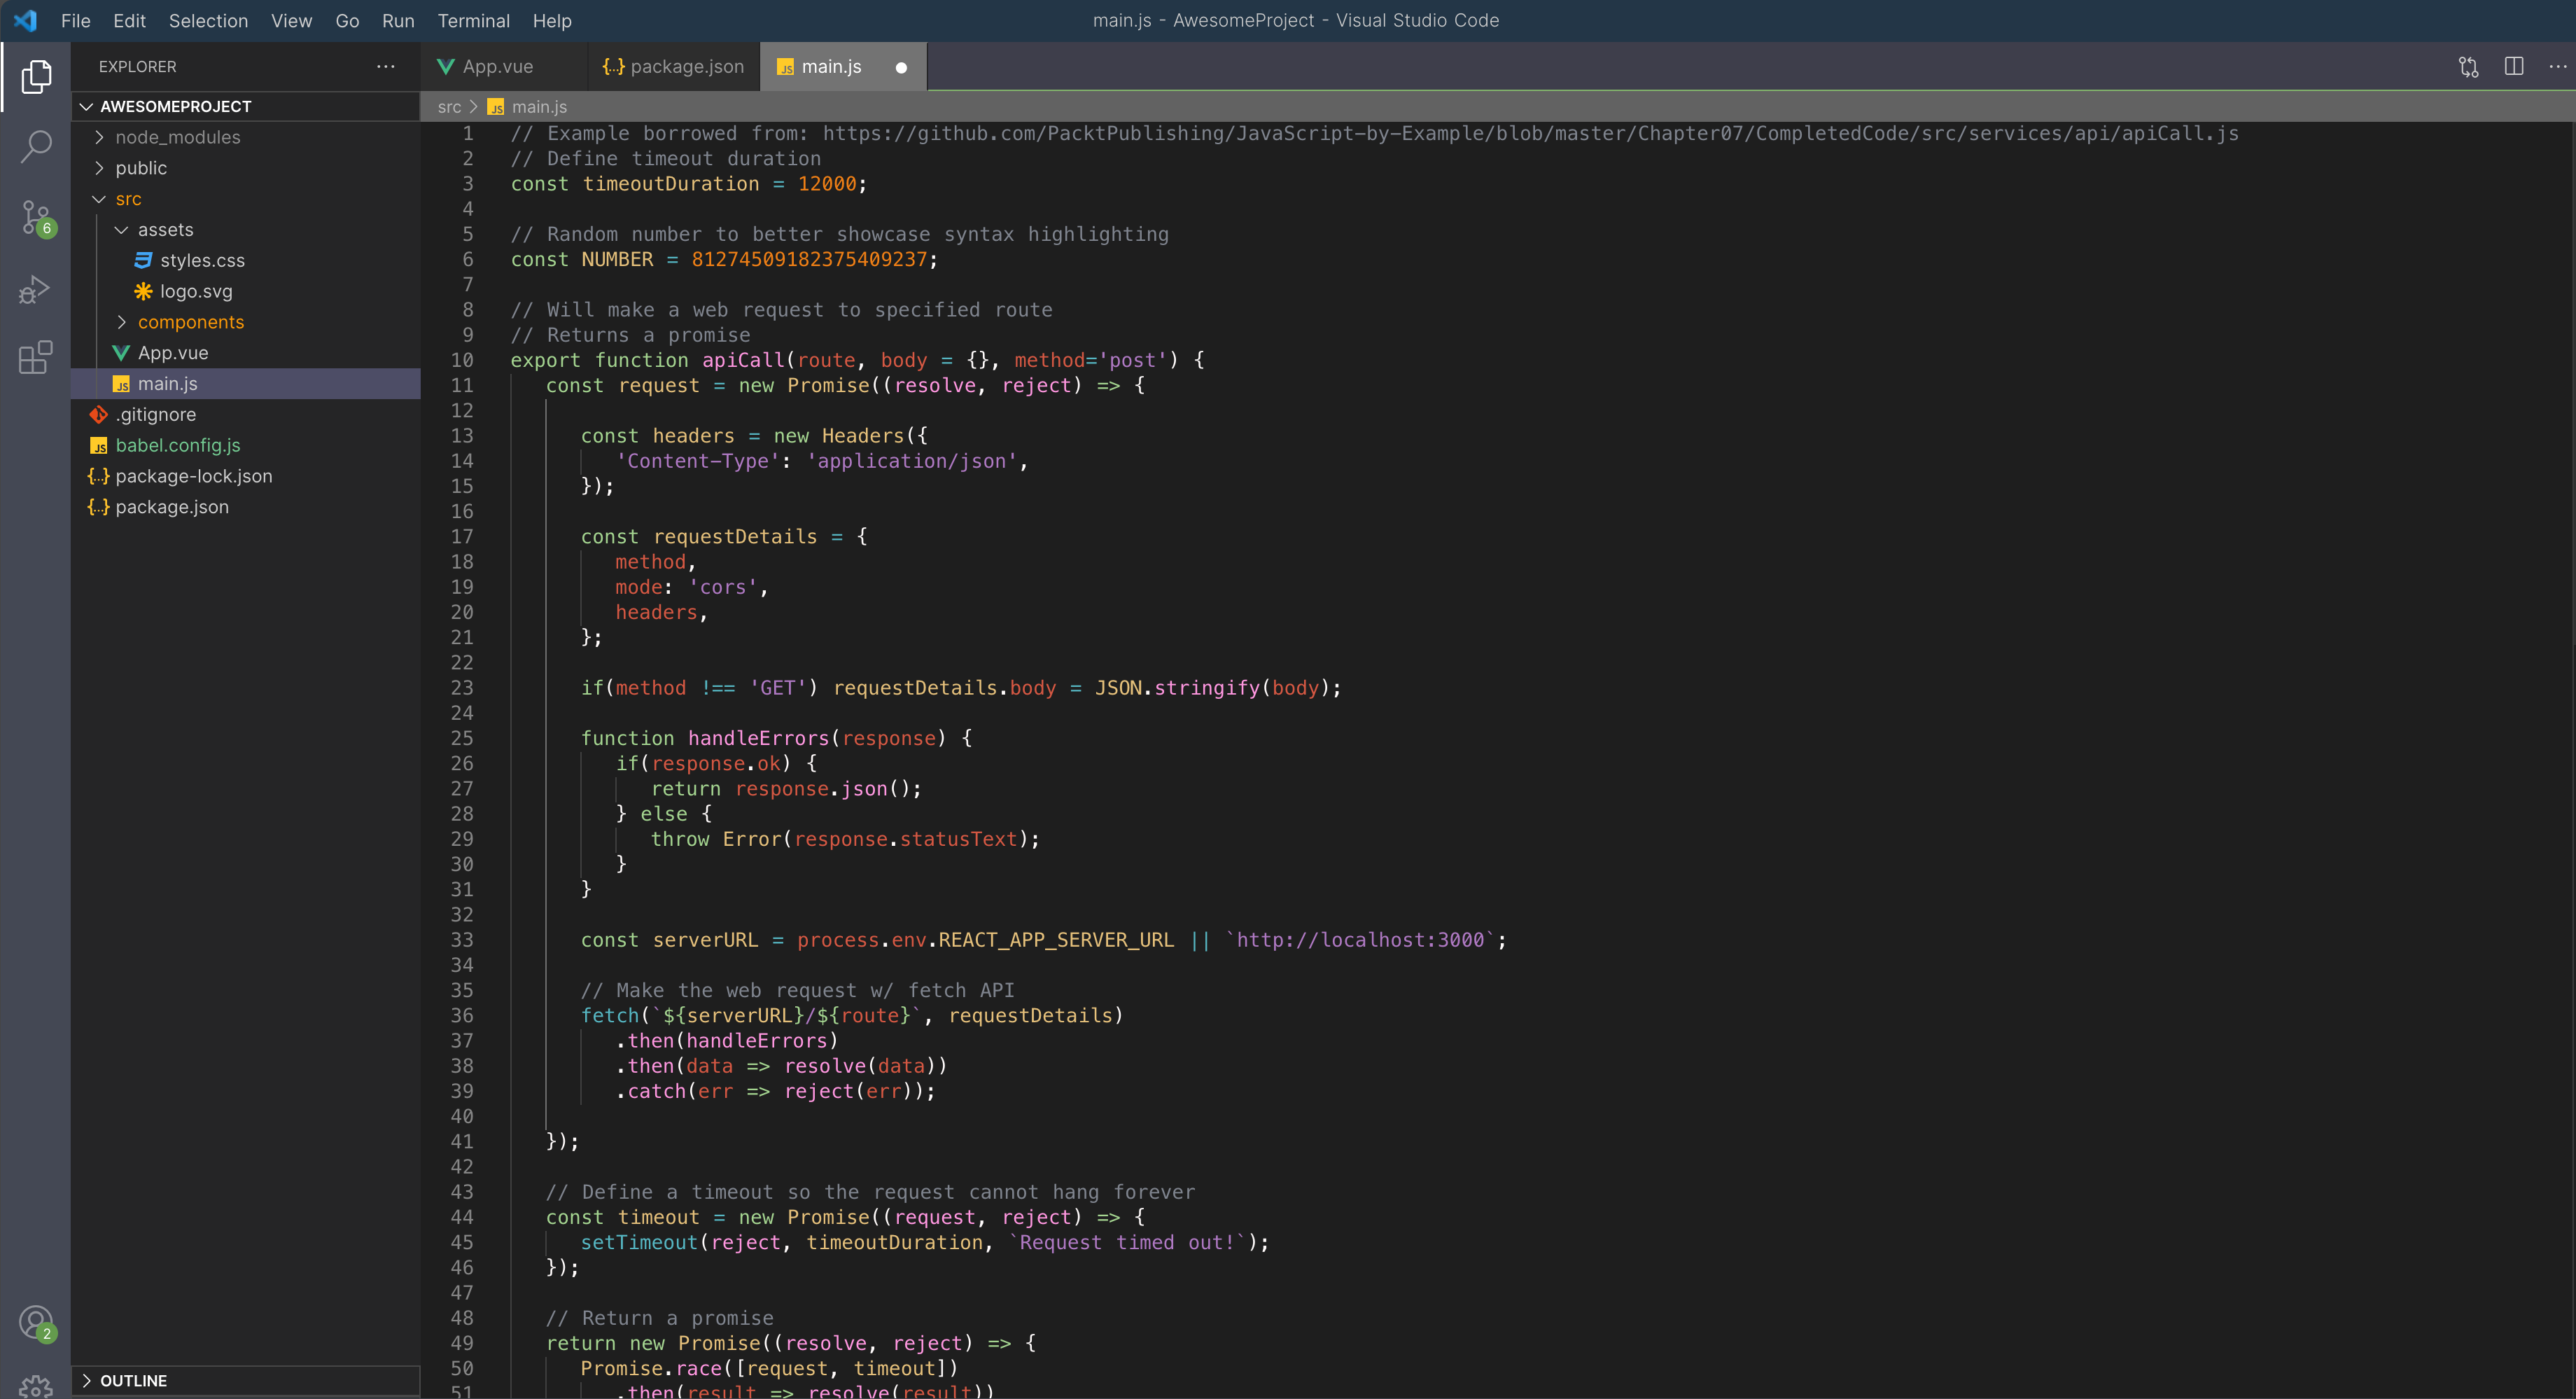 File Edit Selection View Go Run Terminal Help
main.js - AwesomeProject - Visual Studio Code
EXPLORER
App.vue
{...} package.json
JS main.js
AWESOMEPROJECT
node_modules
public
src
assets
styles.css
logo.svg
components
App.vue
JS main.js
.gitignore
JS babel.config.js
{...} package-lock.json
{...} package.json
6
2
OUTLINE
src > JS main.js
1 // Example borrowed from: https://github.com/PacktPublishing/JavaScript-by-Example/blob/master/Chapter07/CompletedCode/src/services/api/apiCall.js
2 // Define timeout duration
3 const timeoutDuration = 12000;
4
5 // Random number to better showcase syntax highlighting
6 const NUMBER = 81274509182375409237;
7
8 // Will make a web request to specified route
9 // Returns a promise
10 export function apiCall(route, body = {}, method='post') {
11 const request = new Promise((resolve, reject) => {
12
13 const headers = new Headers({
14 'Content-Type': 'application/json',
15 });
16
17 const requestDetails = {
18 method,
19 mode: 'cors',
20 headers,
21 };
22
23 if(method !== 'GET') requestDetails.body = JSON.stringify(body);
24
25 function handleErrors(response) {
26 if(response.ok) {
27 return response.json();
28 } else {
29 throw Error(response.statusText);
30 }
31 }
32
33 const serverURL = process.env.REACT_APP_SERVER_URL || `http://localhost:3000`;
34
35 // Make the web request w/ fetch API
36 fetch(`${serverURL}/${route}`, requestDetails)
37 .then(handleErrors)
38 .then(data => resolve(data))
39 .catch(err => reject(err));
40
41 });
42
43 // Define a timeout so the request cannot hang forever
44 const timeout = new Promise((request, reject) => {
45 setTimeout(reject, timeoutDuration, `Request timed out!`);
46 });
47
48 // Return a promise
49 return new Promise((resolve, reject) => {
50 Promise.race([request, timeout])
51 .then(result => resolve(result))